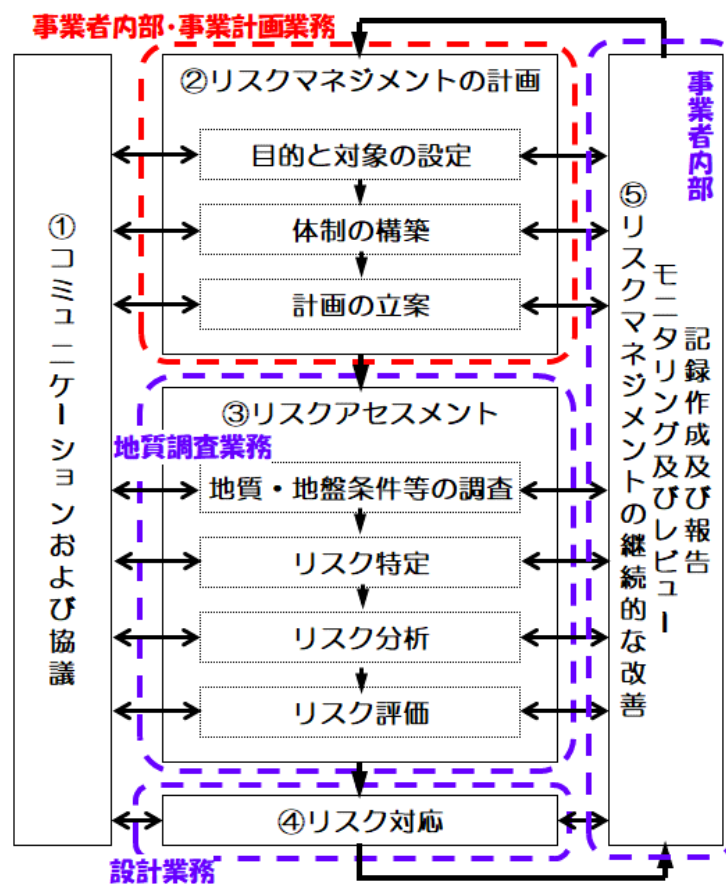 事業者内部・事業計画業務
②リスクマネジメントの計画
目的と対象の設定
体制の構築
計画の立案
③リスクアセスメント
地質調査業務
地質・地盤条件等の調査
リスク特定
リスク分析
リスク評価
④リスク対応
設計業務
①コミュニケーションおよび協議
事業者内部
記録作成及び報告
モニタリング及びレビュー
⑤リスクマネジメントの継続的な改善